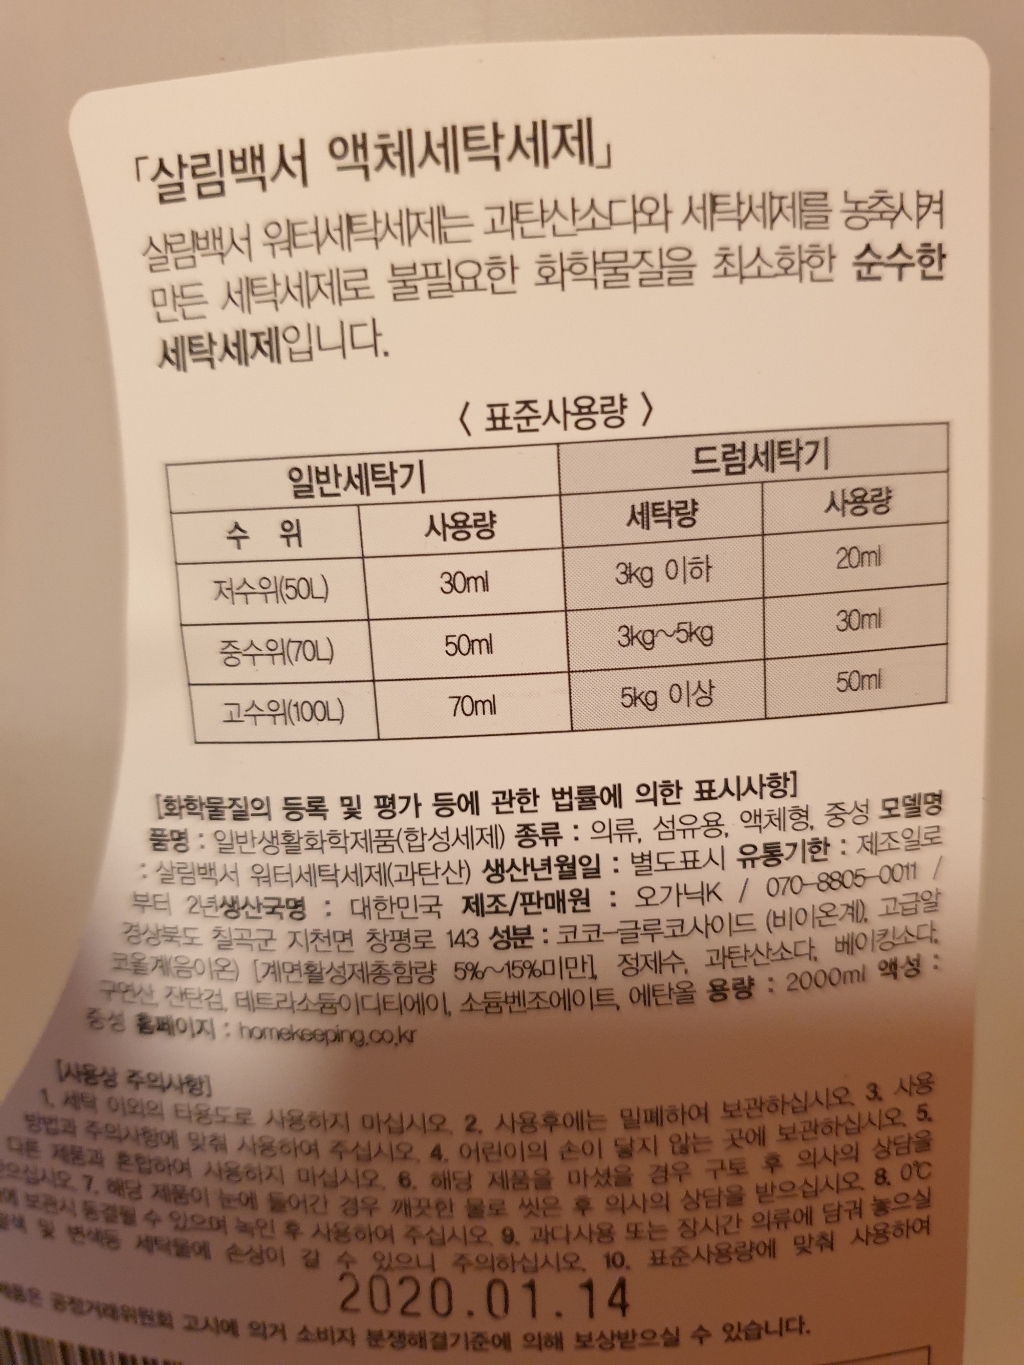 「살림백서 액체세탁세제」
살림백서 워터세탁세제는 과탄산소다와 세탁세제를 농축시켜
만든 세탁세제로 불필요한 화학물질을 최소화한 순수한
세탁세제입니다.
〈 표준사용량 〉
일반세탁기 드럼세탁기
수 위 사용량 세탁량 사용량
저수위(50L) 30ml 3kg 이하 20ml
중수위(70L) 50ml 3kg~5kg 30ml
고수위(100L) 70ml 5kg 이상 50ml
[화학물질의 등록 및 평가 등에 관한 법률에 의한 표시사항]
품명 : 일반생활화학제품(합성세제) 종류 : 의류, 섬유용, 액체형, 중성 모델명
: 살림백서 워터세탁세제(과탄산) 생산년월일 : 별도표시 유통기한 : 제조일로
부터 2년생산국명 : 대한민국 제조/판매원 : 오가닉K / 070-8805-0011 /
경상북도 칠곡군 지천면 창평로 143 성분 : 코코-글루코사이드 (비이온계), 고급알
코올계(음이온) [계면활성제총함량 5%~15%미만], 정제수, 과탄산소다, 베이킹소다,
구연산, 잔탄검, 테트라소듐이디티에이, 소듐벤조에이트, 에탄올 용량 : 2000ml 액성 :
중성 홈페이지 : homekeeping.co.kr
[사용상 주의사항]
1. 세탁 이외의 타용도로 사용하지 마십시오. 2. 사용후에는 밀폐하여 보관하십시오. 3. 사용
방법과 주의사항에 맞춰 사용하여 주십시오. 4. 어린이의 손이 닿지 않는 곳에 보관하십시오. 5.
다른 제품과 혼합하여 사용하지 마십시오. 6. 해당 제품을 마셨을 경우 구토 후 의사의 상담을
받으십시오. 7. 해당 제품이 눈에 들어간 경우 깨끗한 물로 씻은 후 의사의 상담을 받으십시오. 8. 0℃
보관시 동결될 수 있으며 녹인 후 사용하여 주십시오. 9. 과다사용 또는 장시간 의류에 담궈 놓으실
및 변색등 세탁물에 손상이 갈 수 있으니 주의하십시오. 10. 표준사용량에 맞춰 사용하여
2020.01.14
공정거래위원회 고시에 의거 소비자 분쟁해결기준에 의해 보상받으실 수 있습니다.